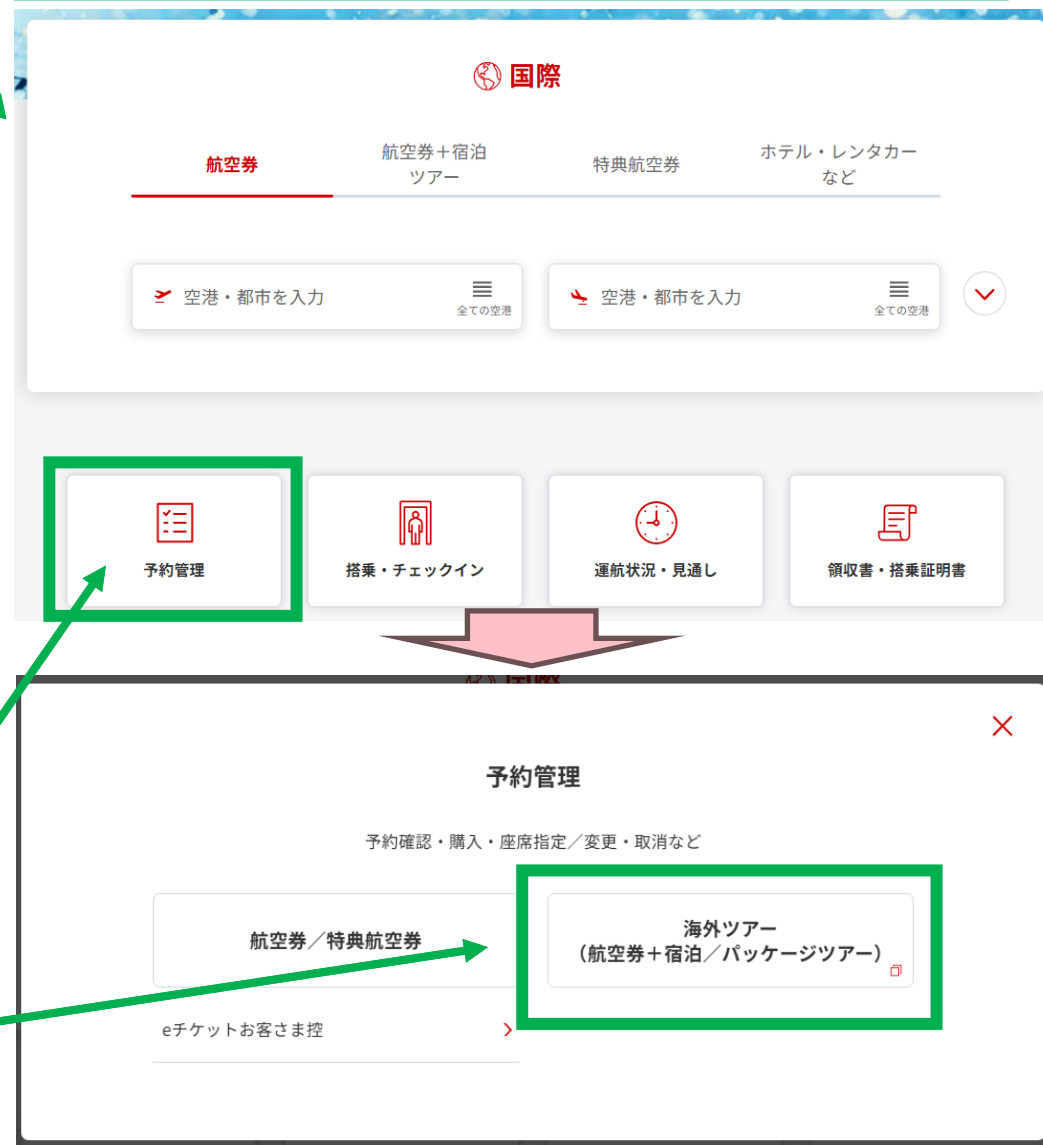 国際
航空券
航空券＋宿泊
ツアー
特典航空券
ホテル・レンタカー
など
空港・都市を入力
全ての空港
空港・都市を入力
全ての空港
予約管理
搭乗・チェックイン
運航状況・見通し
領収書・搭乗証明書
国際
予約管理
予約確認・購入・座席指定／変更・取消など
航空券／特典航空券
海外ツアー
（航空券＋宿泊／パッケージツアー）
eチケットお客さま控